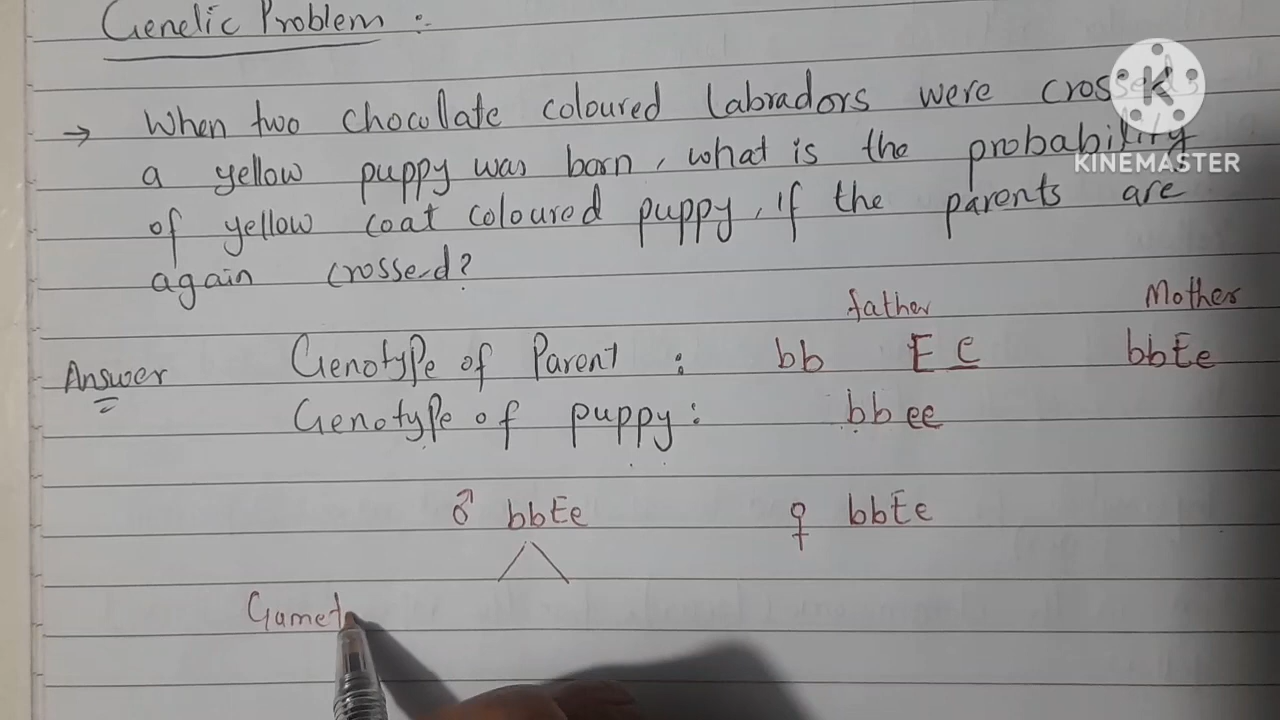 Genetic Problem :
→ When two chocolate coloured Labradors were crossed,
a yellow puppy was born, what is the probability
of yellow coat coloured puppy, if the parents are
again crossed?
father Mother
Answer Genotype of Parent : bb Ee bbEe
Genotype of puppy: bbee
♂ bbEe ♀ bbEe
Gamet
KINEMASTER